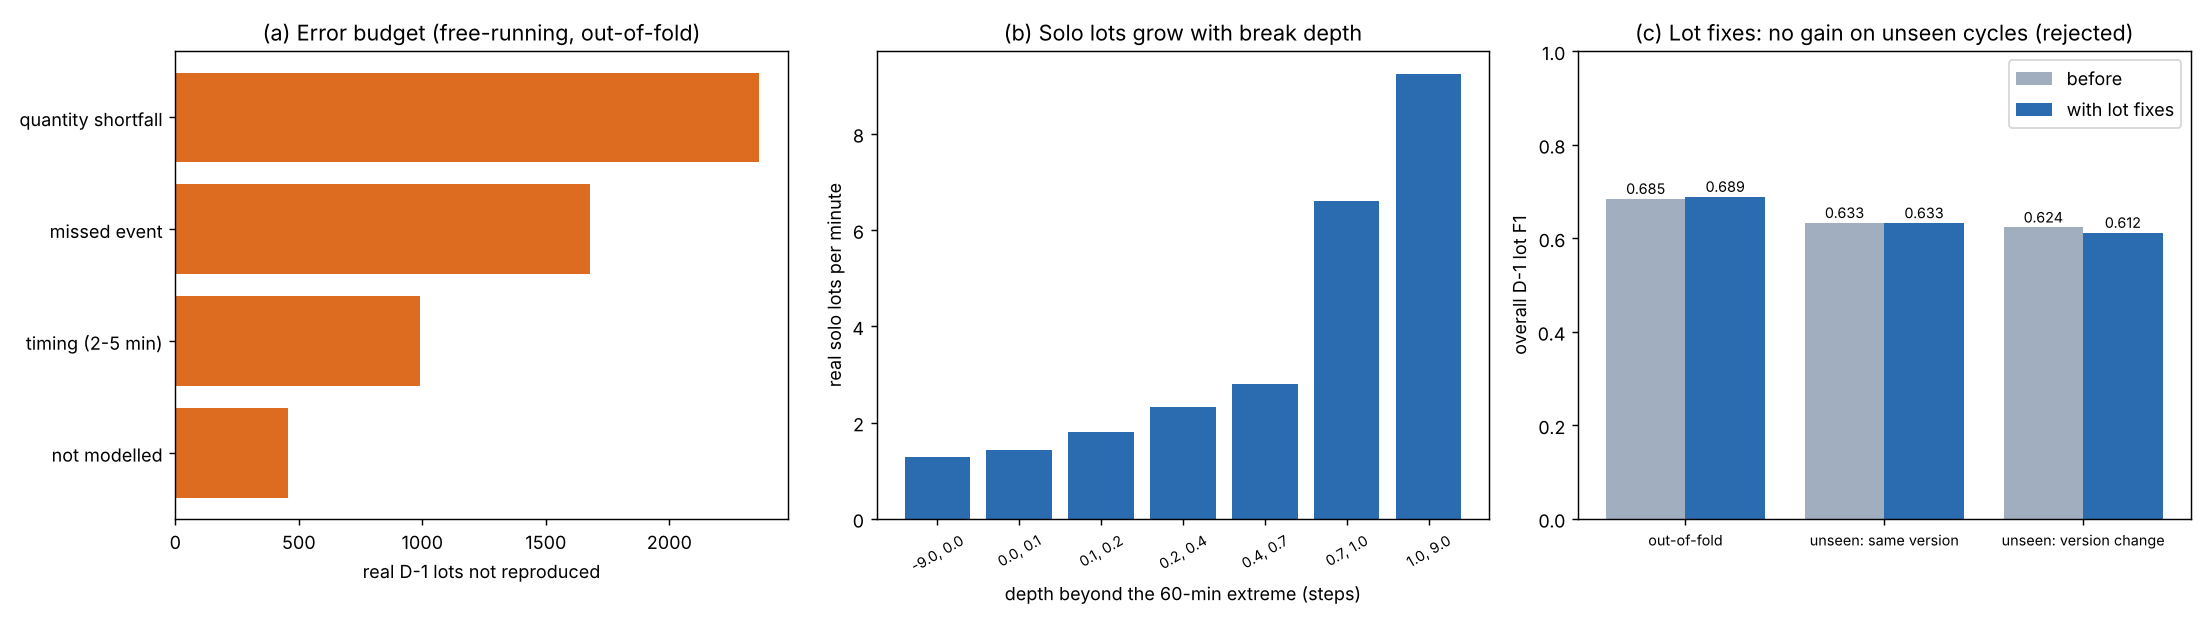 (a) Error budget (free-running, out-of-fold)
quantity shortfall
missed event
timing (2-5 min)
not modelled
0 500 1000 1500 2000
real D-1 lots not reproduced
(b) Solo lots grow with break depth
real solo lots per minute
8
6
4
2
0
-9.0, 0.0 0.0, 0.1 0.1, 0.2 0.2, 0.4 0.4, 0.7 0.7, 1.0 1.0, 9.0
depth beyond the 60-min extreme (steps)
(c) Lot fixes: no gain on unseen cycles (rejected)
overall D-1 lot F1
1.0
0.8
0.6
0.4
0.2
0.0
before
with lot fixes
0.685 0.689 0.633 0.633 0.624 0.612
out-of-fold unseen: same version unseen: version change